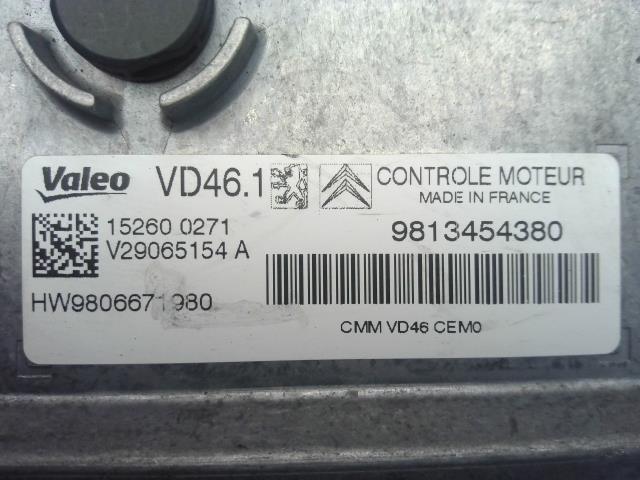 Valeo VD46.1 CONTROLE MOTEUR
MADE IN FRANCE
15260 0271
V29065154 A
9813454380
HW9806671980
CMM VD46 CEM0